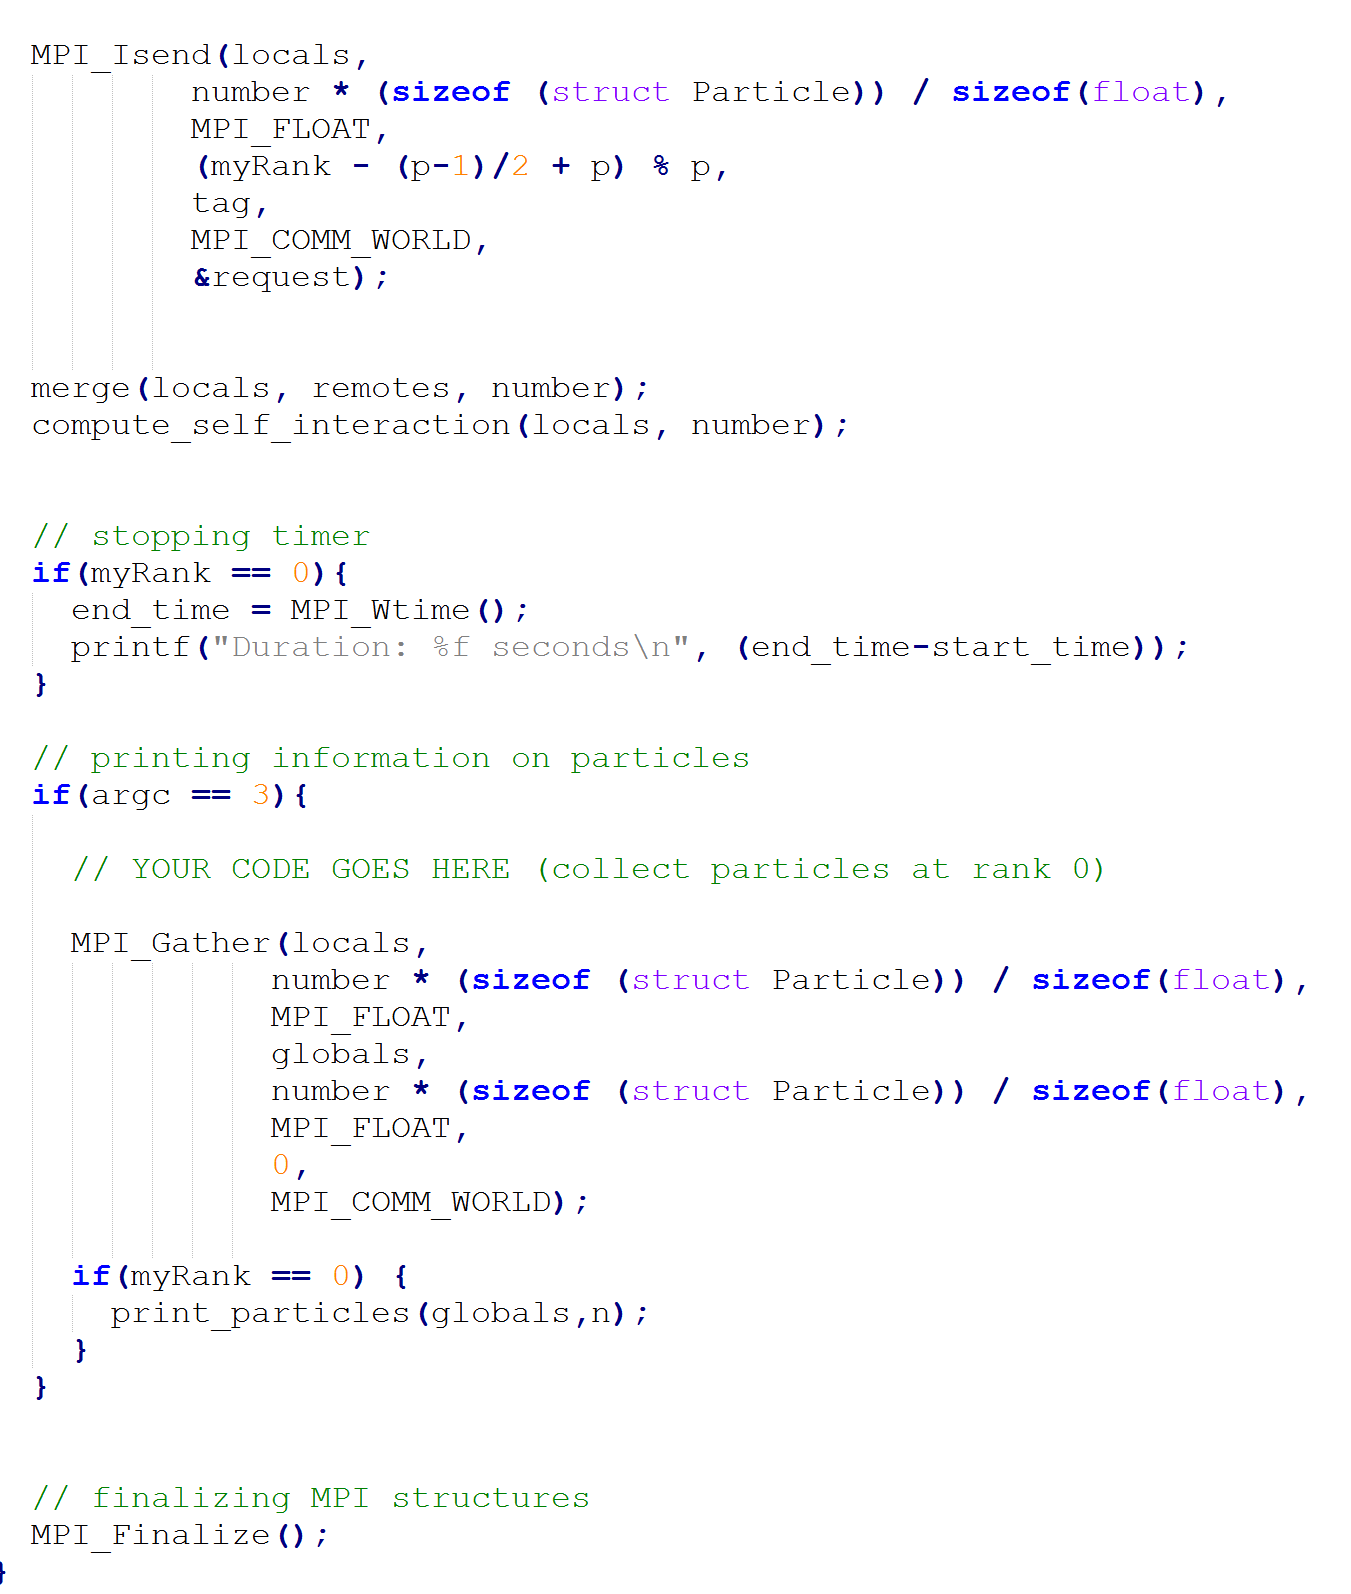 MPI_Isend(locals,
number * (sizeof (struct Particle)) / sizeof(float),
MPI_FLOAT,
(myRank - (p-1)/2 + p) % p,
tag,
MPI_COMM_WORLD,
&request);
merge(locals, remotes, number);
compute_self_interaction(locals, number);
// stopping timer
if(myRank == 0){
end_time = MPI_Wtime();
printf("Duration: %f seconds\n", (end_time-start_time));
}
// printing information on particles
if(argc == 3){
// YOUR CODE GOES HERE (collect particles at rank 0)
MPI_Gather(locals,
number * (sizeof (struct Particle)) / sizeof(float),
MPI_FLOAT,
globals,
number * (sizeof (struct Particle)) / sizeof(float),
MPI_FLOAT,
0,
MPI_COMM_WORLD);
if(myRank == 0) {
print_particles(globals,n);
}
}
// finalizing MPI structures
MPI_Finalize();
}